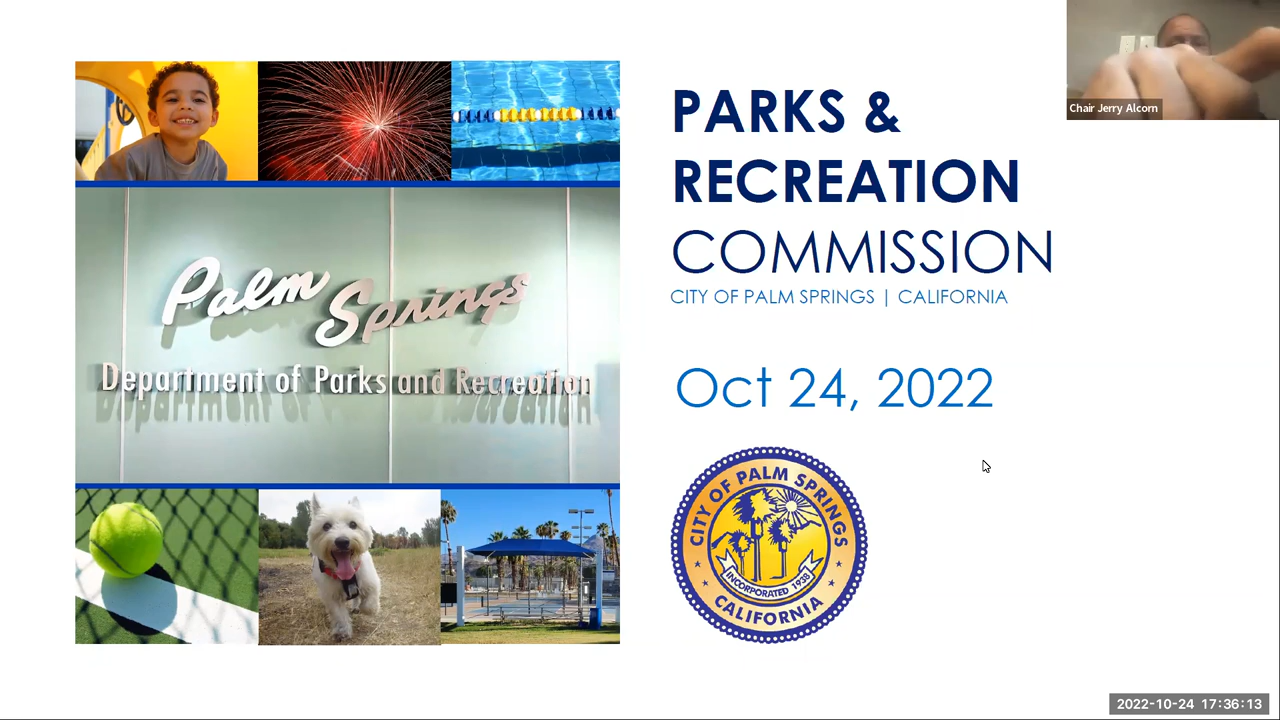 Chair Jerry Alcorn
PARKS &
RECREATION
COMMISSION
CITY OF PALM SPRINGS | CALIFORNIA
Oct 24, 2022
Palm Springs
Department of Parks and Recreation
CITY OF PALM SPRINGS
INCORPORATED 1938
CALIFORNIA
2022-10-24 17:36:13